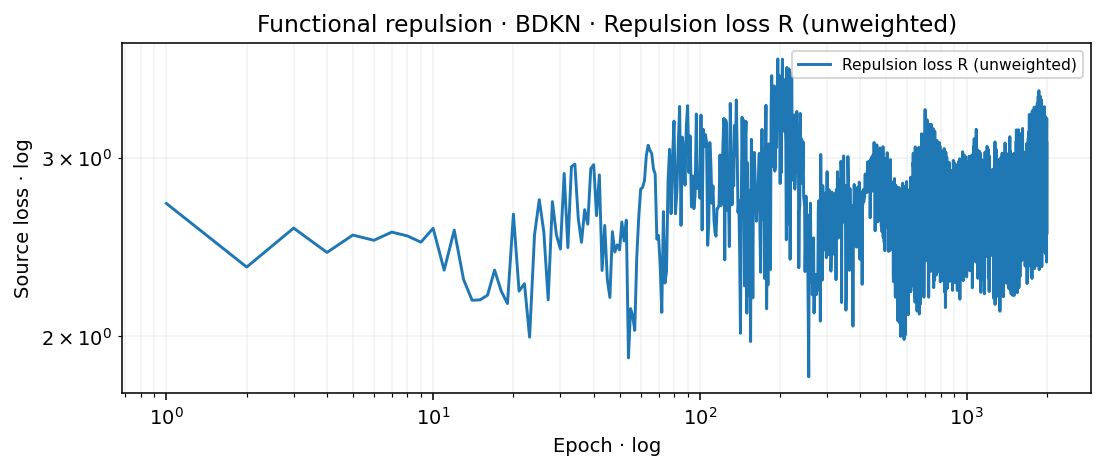 Functional repulsion · BDKN · Repulsion loss R (unweighted)
Repulsion loss R (unweighted)
Source loss · log
3 × 10⁰
2 × 10⁰
10⁰ 10¹ 10² 10³
Epoch · log